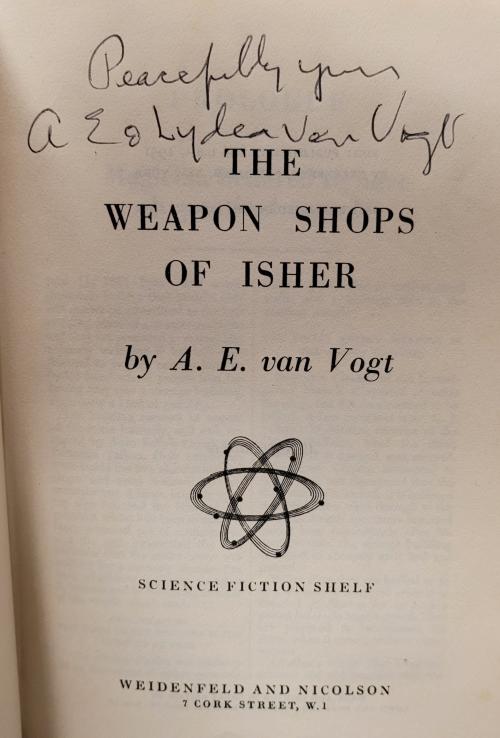 Peacefully yours
A E & Lydia van Vogt
THE
WEAPON SHOPS
OF ISHER
by A. E. van Vogt
SCIENCE FICTION SHELF
WEIDENFELD AND NICOLSON
7 CORK STREET, W.1